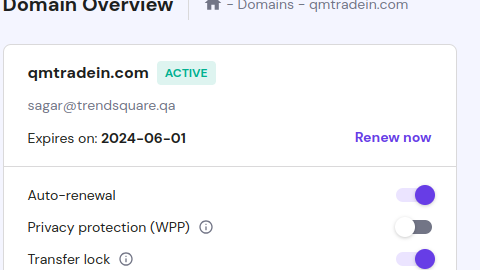 Domain Overview
- Domains - qmtradein.com
qmtradein.com ACTIVE
sagar@trendsquare.qa
Expires on: 2024-06-01 Renew now
Auto-renewal
Privacy protection (WPP)
Transfer lock